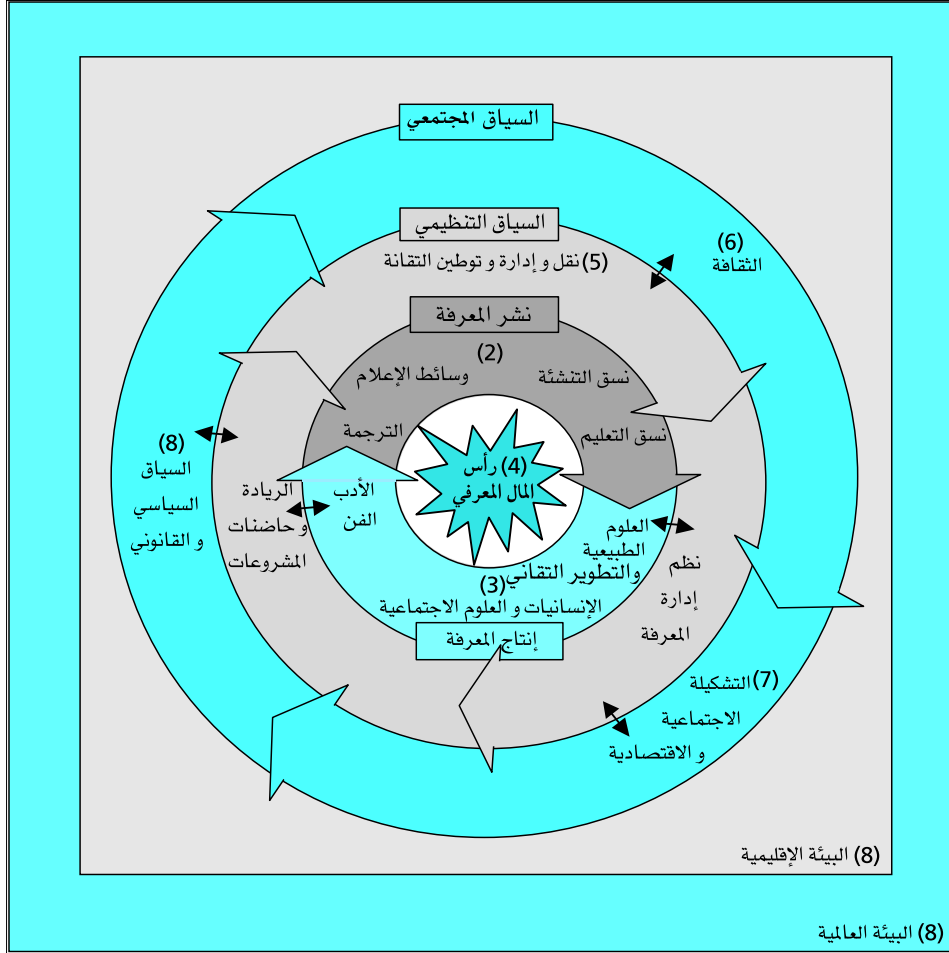 السياق المجتمعي
السياق التنظيمي
(6)
الثقافة
(5) نقل و إدارة و توطين التقانة
نشر المعرفة
(2)
نسق التنشئة
وسائط الإعلام
نسق التعليم
الترجمة
(4) رأس
المال المعرفي
(8)
السياق
السياسي
و القانوني
الريادة
و حاضنات
المشروعات
الأدب
الفن
العلوم
الطبيعية
والتطوير التقاني
(3)
الإنسانيات و العلوم الاجتماعية
إنتاج المعرفة
نظم
إدارة
المعرفة
(7) التشكيلة
الاجتماعية
و الاقتصادية
(8) البيئة الإقليمية
(8) البيئة العالمية